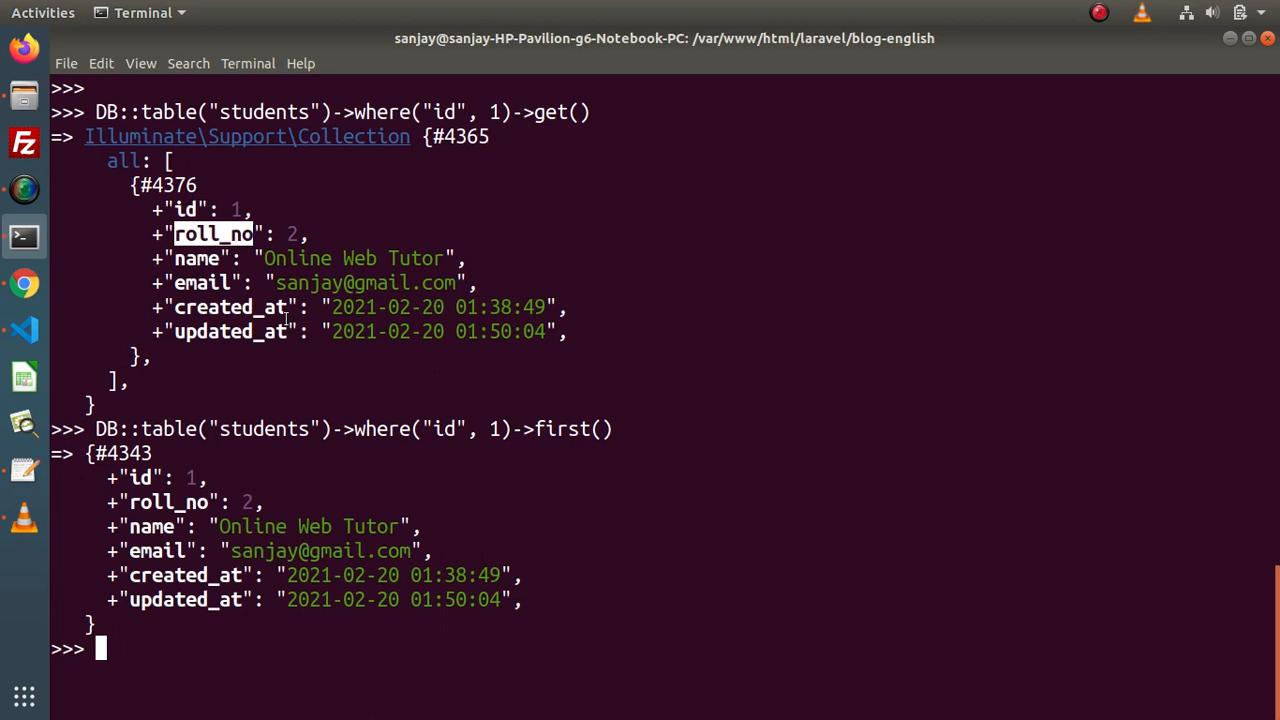 Activities
Terminal
sanjay@sanjay-HP-Pavilion-g6-Notebook-PC: /var/www/html/laravel/blog-english
File Edit View Search Terminal Help
>>>
>>> DB::table("students")->where("id", 1)->get()
=> Illuminate\Support\Collection {#4365
all: [
{#4376
+"id": 1,
+"roll_no": 2,
+"name": "Online Web Tutor",
+"email": "sanjay@gmail.com",
+"created_at": "2021-02-20 01:38:49",
+"updated_at": "2021-02-20 01:50:04",
},
],
}
>>> DB::table("students")->where("id", 1)->first()
=> {#4343
+"id": 1,
+"roll_no": 2,
+"name": "Online Web Tutor",
+"email": "sanjay@gmail.com",
+"created_at": "2021-02-20 01:38:49",
+"updated_at": "2021-02-20 01:50:04",
}
>>>